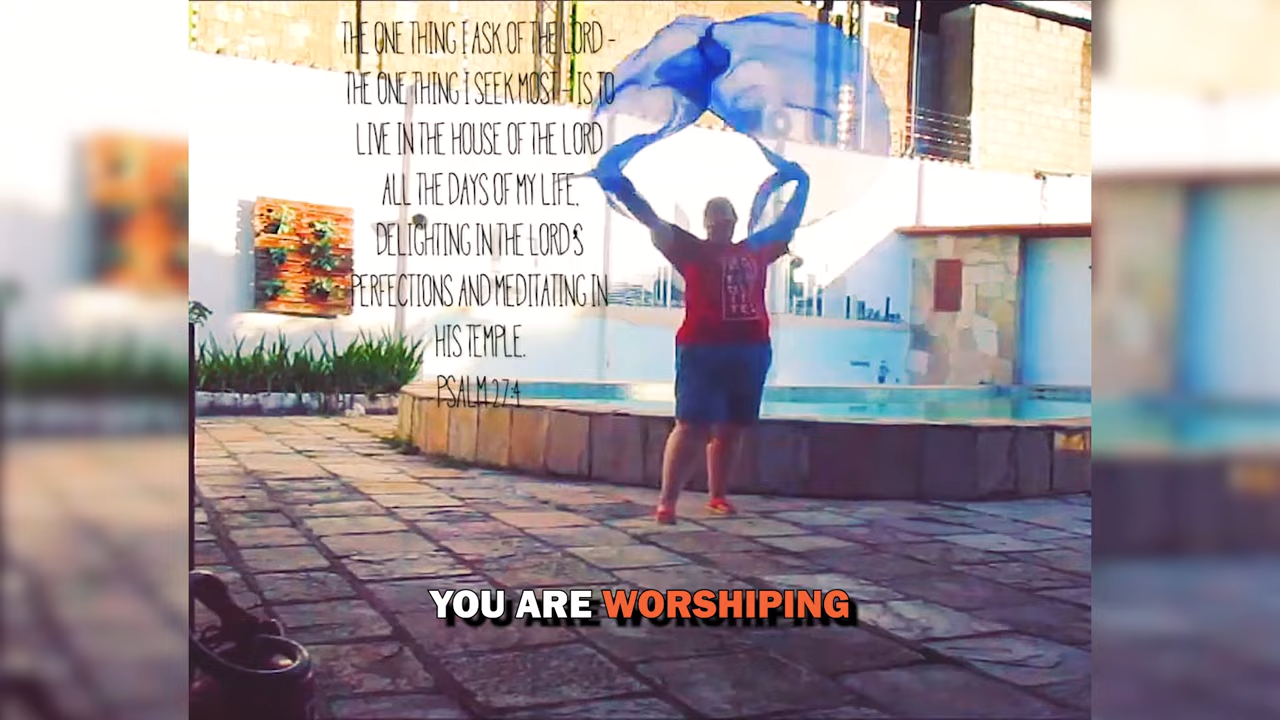 THE ONE THING I ASK OF THE LORD -
THE ONE THING I SEEK MOST - IS TO
LIVE IN THE HOUSE OF THE LORD
ALL THE DAYS OF MY LIFE,
DELIGHTING IN THE LORD'S
PERFECTIONS AND MEDITATING IN
HIS TEMPLE.
PSALM 27:4
YOU ARE WORSHIPING